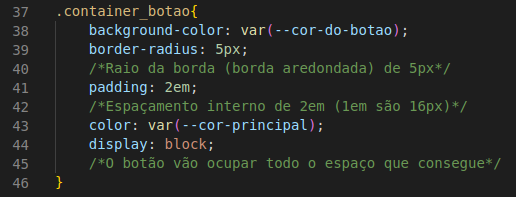 37 .container_botao{
38 background-color: var(--cor-do-botao);
39 border-radius: 5px;
40 /*Raio da borda (borda aredondada) de 5px*/
41 padding: 2em;
42 /*Espaçamento interno de 2em (1em são 16px)*/
43 color: var(--cor-principal);
44 display: block;
45 /*O botão vão ocupar todo o espaço que consegue*/
46 }